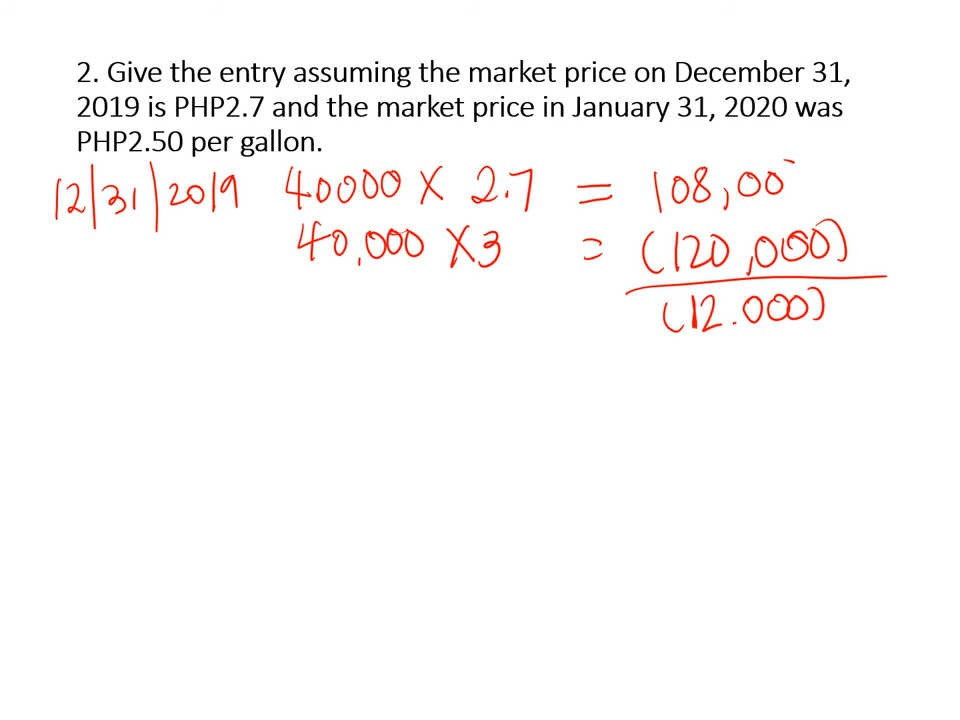 2. Give the entry assuming the market price on December 31,
2019 is PHP2.7 and the market price in January 31, 2020 was
PHP2.50 per gallon.
12/31/2019 40000 X 2.7 = 108,00
40,000 X 3 = (120,000)
(12.000)